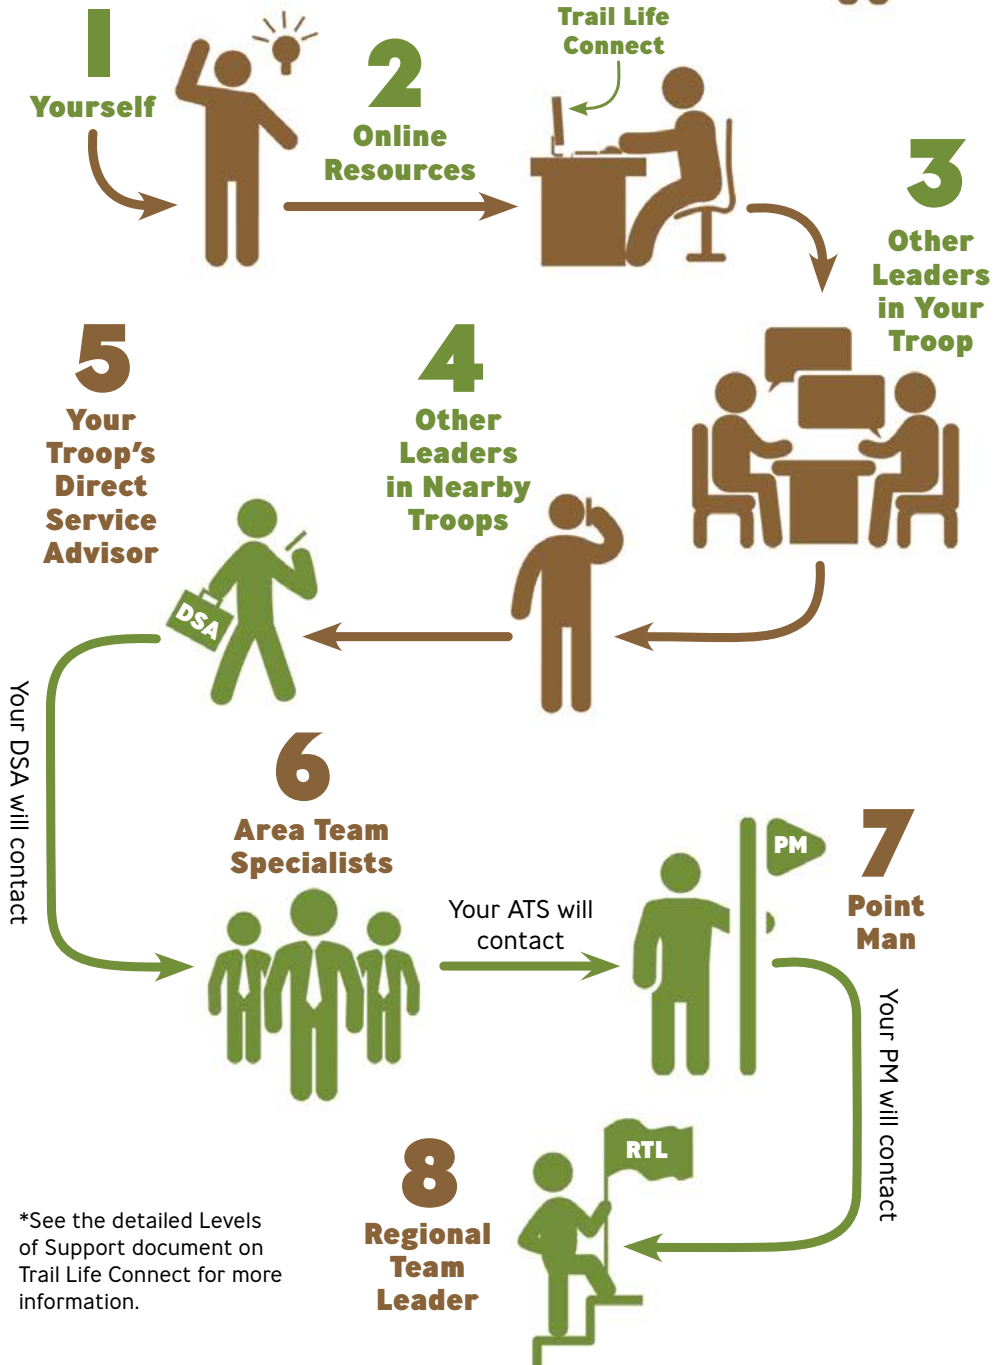 1
Yourself
2
Online
Resources
Trail Life
Connect
3
Other
Leaders
in Your
Troop
4
Other
Leaders
in Nearby
Troops
5
Your
Troop's
Direct
Service
Advisor
DSA
Your DSA will contact
6
Area Team
Specialists
Your ATS will
contact
PM
7
Point
Man
Your PM will contact
8
Regional
Team
Leader
RTL
*See the detailed Levels
of Support document on
Trail Life Connect for more
information.